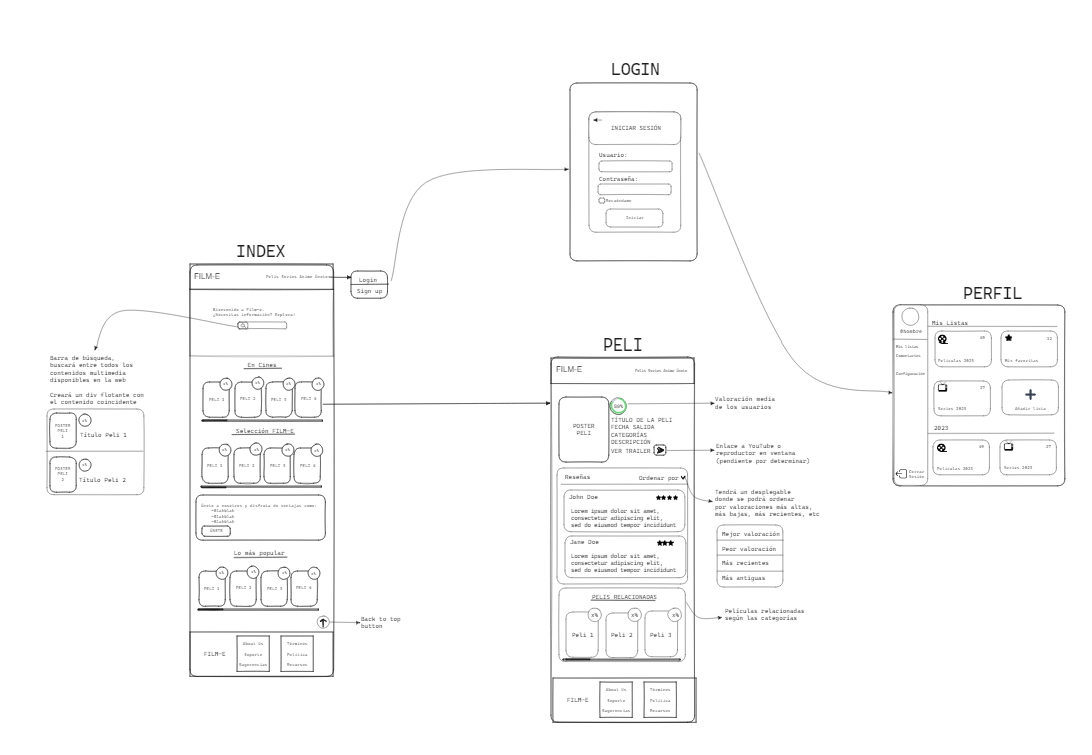 LOGIN
INICIAR SESIÓN
Usuario:
Contraseña:
Recuérdame
Iniciar
INDEX
FILM-E
Pelis Series Anime Únete
Login
Sign up
Bienvenido a Film-e.
¿Necesitas información? Explora!
Barra de búsqueda,
buscará entre todos los
contenidos multimedia
disponibles en la web
Creará un div flotante con
el contenido coincidente
POSTER
PELI
1
x%
Título Peli 1
POSTER
PELI
2
x%
Título Peli 2
En Cines
x% x% x% x%
PELI 1 PELI 2 PELI 3 PELI 4
Selección FILM-E
x% x% x% x%
PELI 1 PELI 2 PELI 3 PELI 4
Únete a nosotros y disfruta de ventajas como:
-Blablablah
-Blablablah
-Blablablah
ÚNETE
Lo más popular
x% x% x% x%
PELI 1 PELI 2 PELI 3 PELI 4
Back to top
button
FILM-E
About Us
Soporte
Sugerencias
Términos
Política
Recursos
PELI
FILM-E
Pelis Series Anime Únete
POSTER
PELI
80%
TÍTULO DE LA PELI
FECHA SALIDA
CATEGORÍAS
DESCRIPCIÓN
VER TRAILER
Valoración media
de los usuarios
Enlace a YouTube o
reproductor en ventana
(pendiente por determinar)
Reseñas
Ordenar por
John Doe
Lorem ipsum dolor sit amet,
consectetur adipiscing elit,
sed do eiusmod tempor incididunt
Jane Doe
Lorem ipsum dolor sit amet,
consectetur adipiscing elit,
sed do eiusmod tempor incididunt
Tendrá un desplegable
donde se podrá ordenar
por valoraciones más altas,
más bajas, más recientes, etc
Mejor valoración
Peor valoración
Más recientes
Más antiguas
PELIS RELACIONADAS
x% x% x%
Peli 1 Peli 2 Peli 3
Películas relacionadas
según las categorías
FILM-E
About Us
Soporte
Sugerencias
Términos
Política
Recursos
PERFIL
@Nombre
Mis listas
Comentarios
Configuración
Cerrar
Sesión
Mis Listas
Películas 2023
Mis favoritas
Series 2023
Añadir lista
2023
Películas 2023
Series 2023